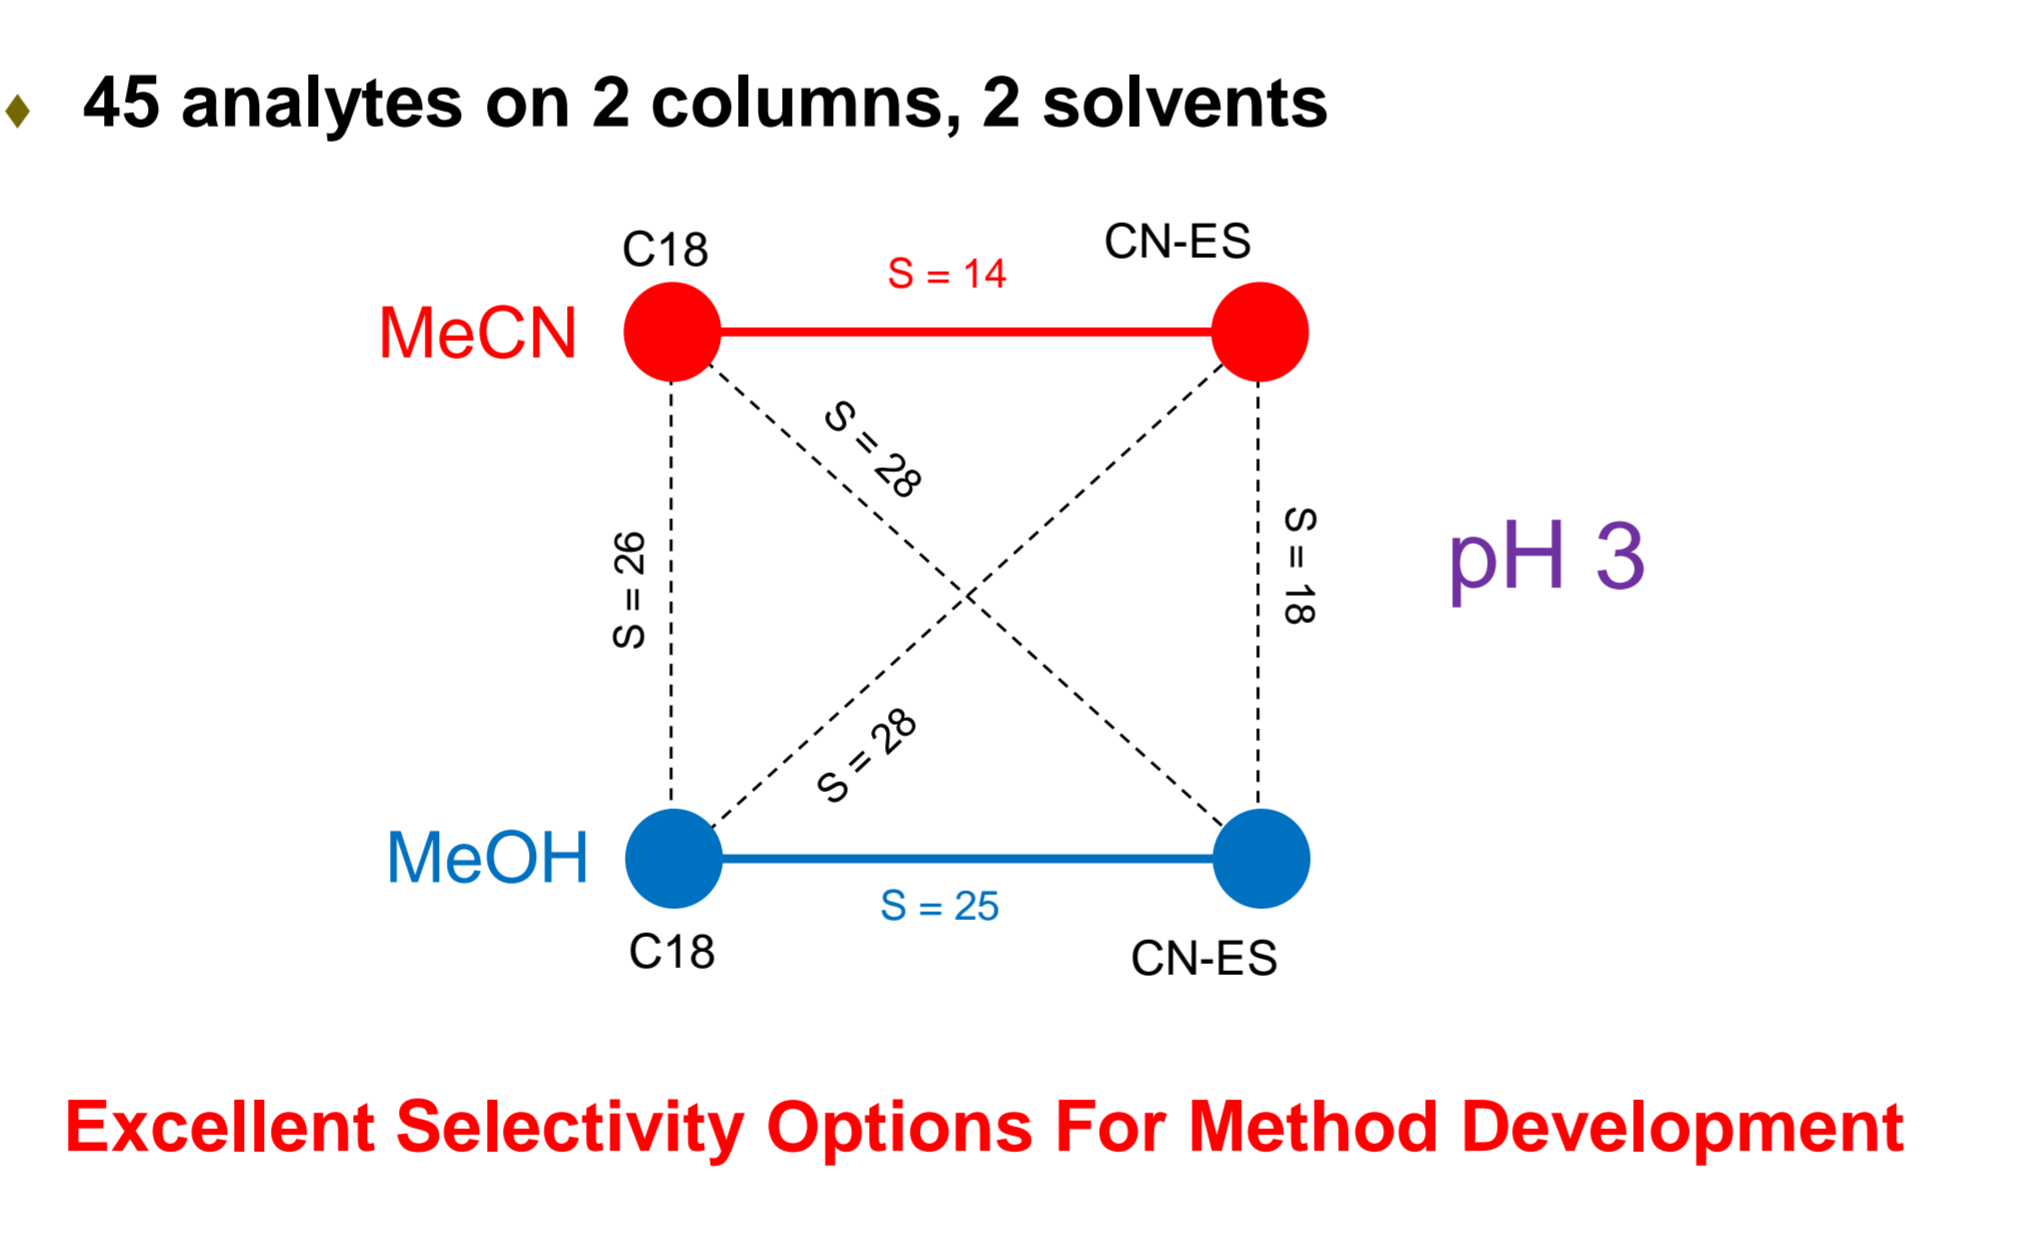 45 analytes on 2 columns, 2 solvents
C18
CN-ES
S = 14
MeCN
S = 28
S = 26
S = 18
pH 3
S = 28
MeOH
S = 25
C18
CN-ES
Excellent Selectivity Options For Method Development